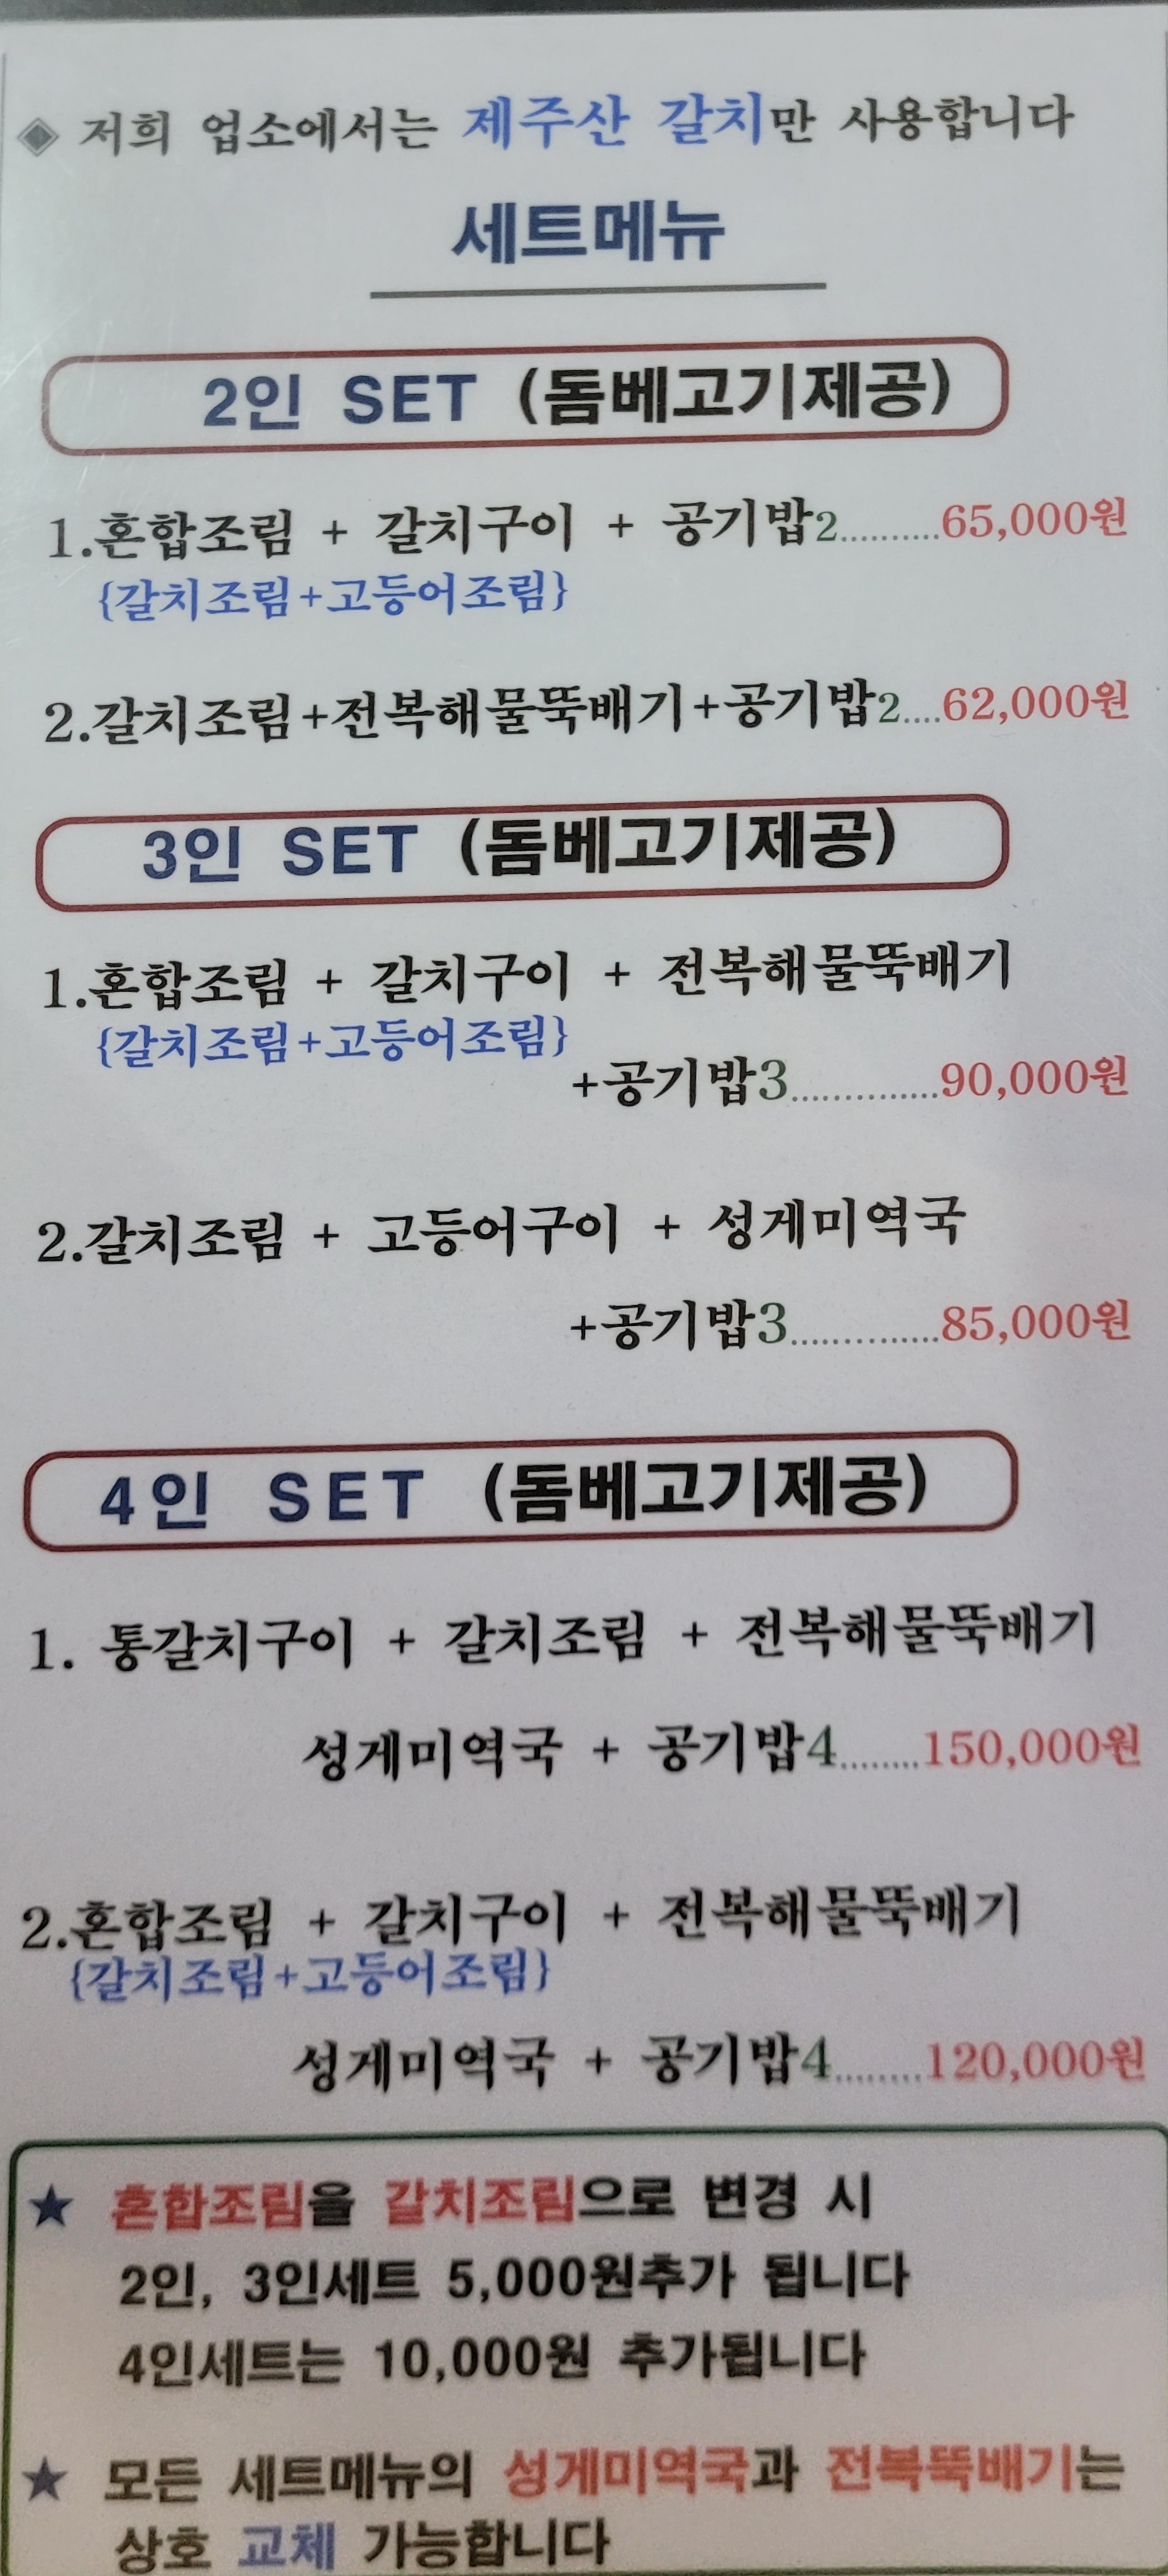 ◈ 저희 업소에서는 제주산 갈치만 사용합니다
세트메뉴
2인 SET (돔베고기제공)
1.혼합조림 + 갈치구이 + 공기밥2..........65,000원
{갈치조림+고등어조림}
2.갈치조림+전복해물뚝배기+공기밥2....62,000원
3인 SET (돔베고기제공)
1.혼합조림 + 갈치구이 + 전복해물뚝배기
{갈치조림+고등어조림}
+공기밥3...............90,000원
2.갈치조림 + 고등어구이 + 성게미역국
+공기밥3...............85,000원
4인 SET (돔베고기제공)
1. 통갈치구이 + 갈치조림 + 전복해물뚝배기
성게미역국 + 공기밥4........150,000원
2.혼합조림 + 갈치구이 + 전복해물뚝배기
{갈치조림+고등어조림}
성게미역국 + 공기밥4.........120,000원
★ 혼합조림을 갈치조림으로 변경 시
2인, 3인세트 5,000원추가 됩니다
4인세트는 10,000원 추가됩니다
★ 모든 세트메뉴의 성게미역국과 전복뚝배기는
상호 교체 가능합니다